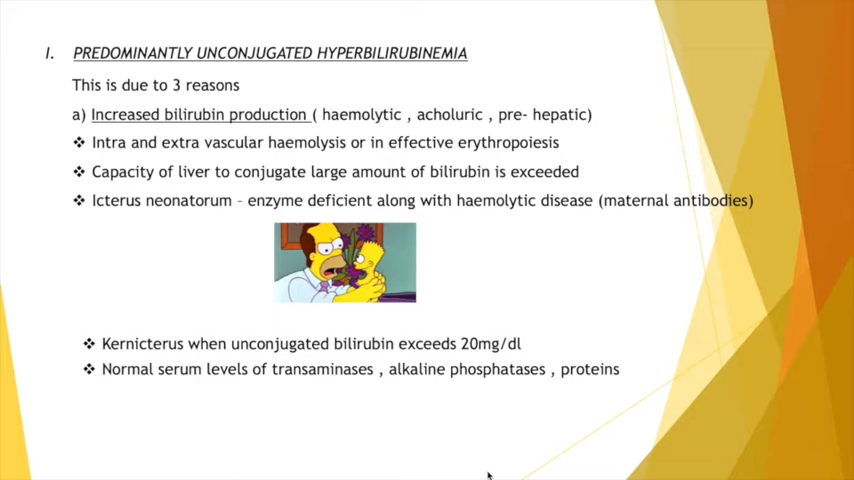 I. PREDOMINANTLY UNCONJUGATED HYPERBILIRUBINEMIA
This is due to 3 reasons
a) Increased bilirubin production ( haemolytic , acholuric , pre- hepatic)
❖ Intra and extra vascular haemolysis or in effective erythropoiesis
❖ Capacity of liver to conjugate large amount of bilirubin is exceeded
❖ Icterus neonatorum – enzyme deficient along with haemolytic disease (maternal antibodies)
❖ Kernicterus when unconjugated bilirubin exceeds 20mg/dl
❖ Normal serum levels of transaminases , alkaline phosphatases , proteins